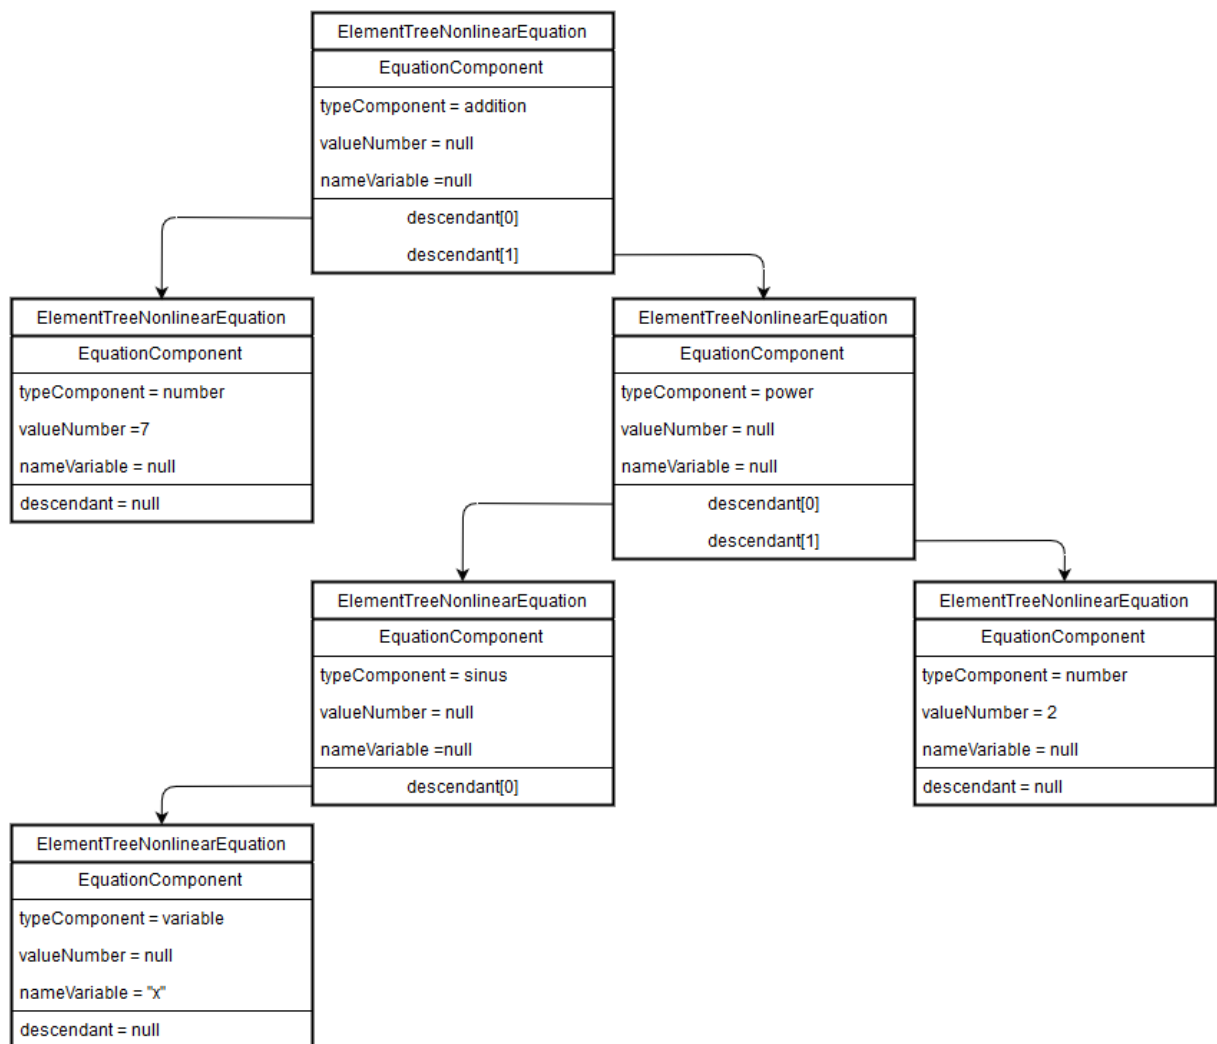 ElementTreeNonlinearEquation
EquationComponent
typeComponent = addition
valueNumber = null
nameVariable =null
descendant[0]
descendant[1]
ElementTreeNonlinearEquation
EquationComponent
typeComponent = number
valueNumber =7
nameVariable = null
descendant = null
ElementTreeNonlinearEquation
EquationComponent
typeComponent = power
valueNumber = null
nameVariable = null
descendant[0]
descendant[1]
ElementTreeNonlinearEquation
EquationComponent
typeComponent = sinus
valueNumber = null
nameVariable =null
descendant[0]
ElementTreeNonlinearEquation
EquationComponent
typeComponent = number
valueNumber = 2
nameVariable = null
descendant = null
ElementTreeNonlinearEquation
EquationComponent
typeComponent = variable
valueNumber = null
nameVariable = "x"
descendant = null